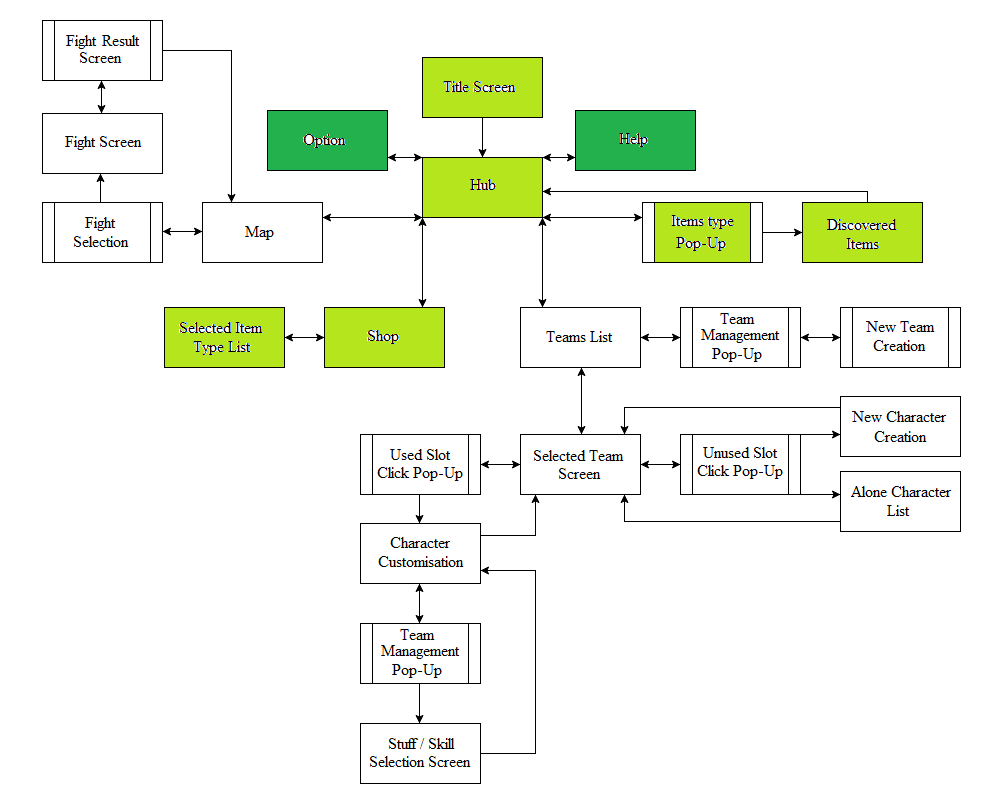 Fight Result
Screen
Title Screen
Fight Screen
Option
Help
Hub
Fight
Selection
Map
Items type
Pop-Up
Discovered
Items
Selected Item
Type List
Shop
Teams List
Team
Management
Pop-Up
New Team
Creation
New Character
Creation
Used Slot
Click Pop-Up
Selected Team
Screen
Unused Slot
Click Pop-Up
Alone Character
List
Character
Customisation
Team
Management
Pop-Up
Stuff / Skill
Selection Screen